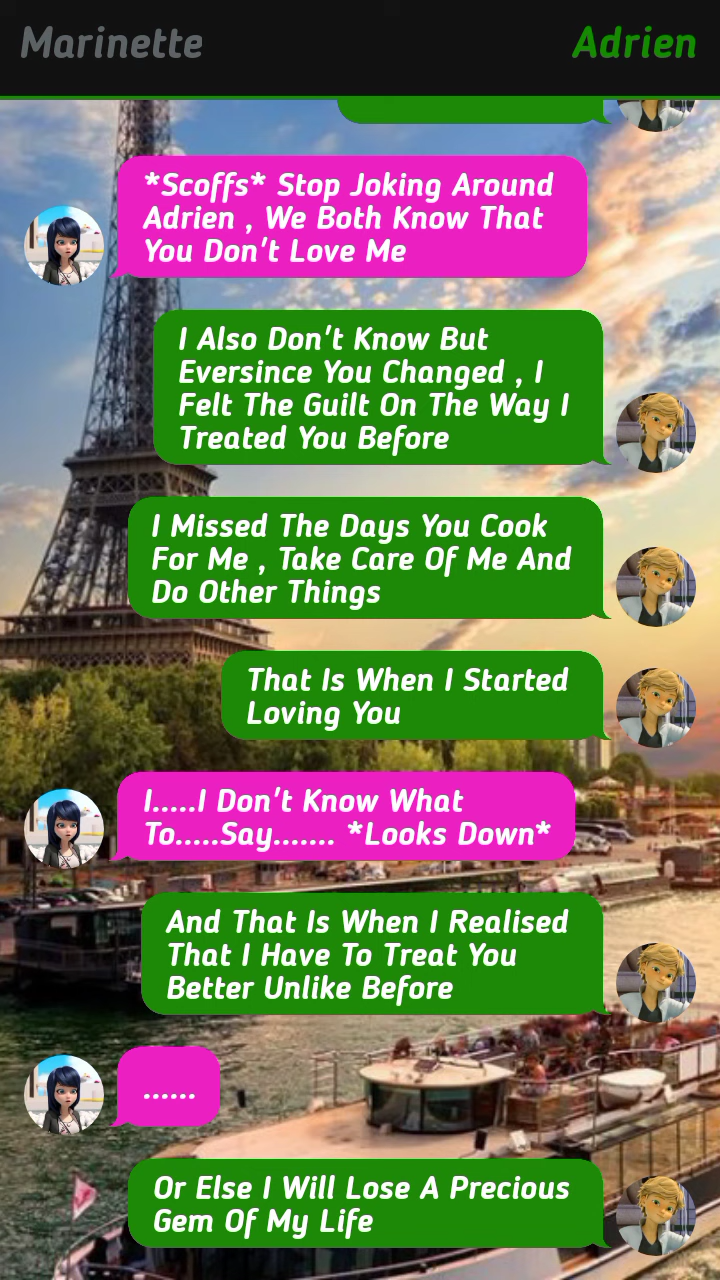 Marinette
Adrien
*Scoffs* Stop Joking Around
Adrien , We Both Know That
You Don't Love Me
I Also Don't Know But
Eversince You Changed , I
Felt The Guilt On The Way I
Treated You Before
I Missed The Days You Cook
For Me , Take Care Of Me And
Do Other Things
That Is When I Started
Loving You
I.....I Don't Know What
To.....Say....... *Looks Down*
And That Is When I Realised
That I Have To Treat You
Better Unlike Before
......
Or Else I Will Lose A Precious
Gem Of My Life